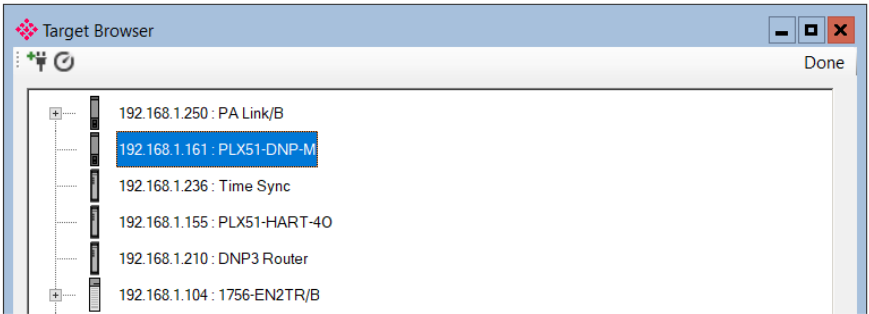 Target Browser
Done
192.168.1.250 : PA Link/B
192.168.1.161 : PLX51-DNP-M
192.168.1.236 : Time Sync
192.168.1.155 : PLX51-HART-4O
192.168.1.210 : DNP3 Router
192.168.1.104 : 1756-EN2TR/B